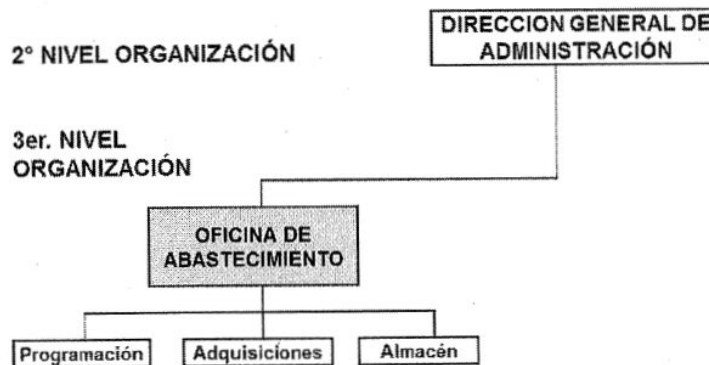 DIRECCION GENERAL DE
ADMINISTRACIÓN
2° NIVEL ORGANIZACIÓN
3er. NIVEL
ORGANIZACIÓN
OFICINA DE
ABASTECIMIENTO
Programación
Adquisiciones
Almacén